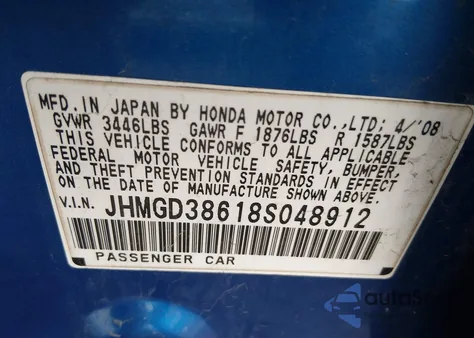 MFD. IN JAPAN BY HONDA MOTOR CO.,LTD: 4/'08
GVWR 3446LBS GAWR F 1876LBS R 1587LBS
THIS VEHICLE CONFORMS TO ALL APPLICABLE
FEDERAL MOTOR VEHICLE SAFETY, BUMPER,
AND THEFT PREVENTION STANDARDS IN EFFECT
ON THE DATE OF MANUFACTURE SHOWN ABOVE.
V.I.N. JHMGD38618S048912
PASSENGER CAR